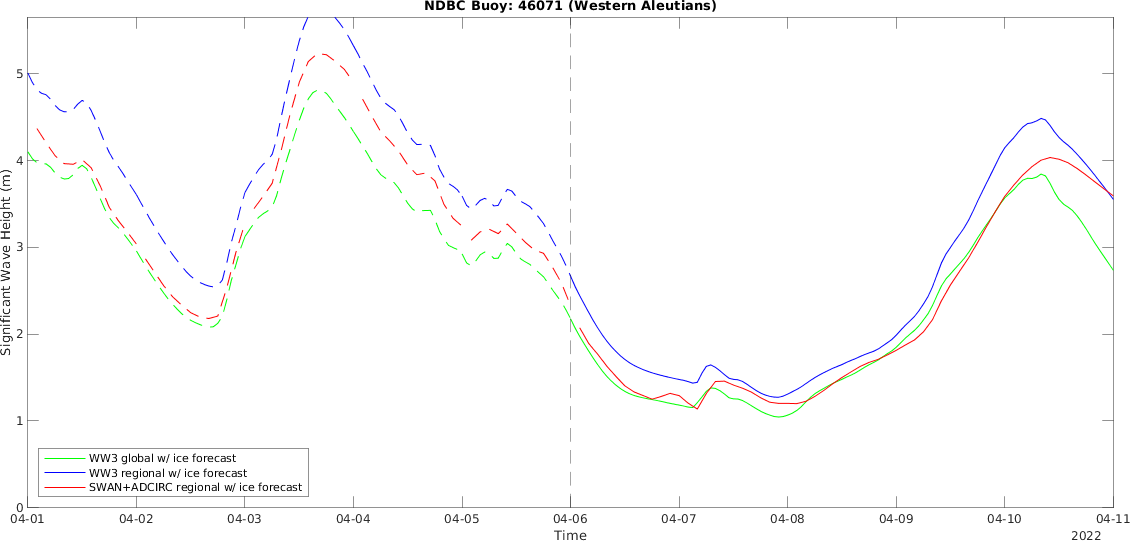 NDBC Buoy: 46071 (Western Aleutians)
Significant Wave Height (m)
5
4
3
2
1
0
WW3 global w/ ice forecast
WW3 regional w/ ice forecast
SWAN+ADCIRC regional w/ ice forecast
04-01 04-02 04-03 04-04 04-05 04-06 04-07 04-08 04-09 04-10 04-11
Time
2022